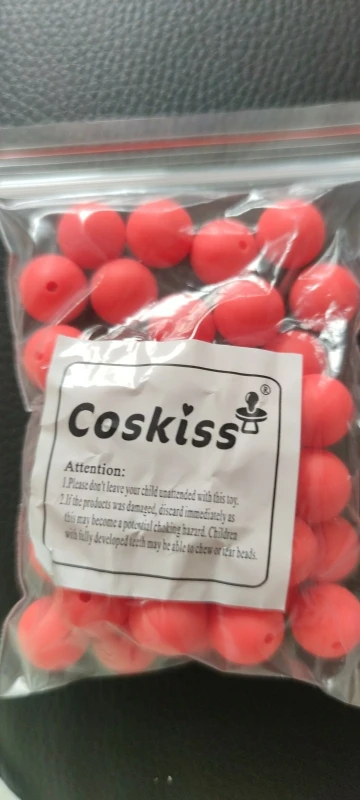 Coskiss®
Attention:
1.Please don't leave your child unattended with this toy.
2.If the products was damaged, discard immediately as
this may become a potential choking hazard. Children
with fully developed teeth may be able to chew or tear beads.